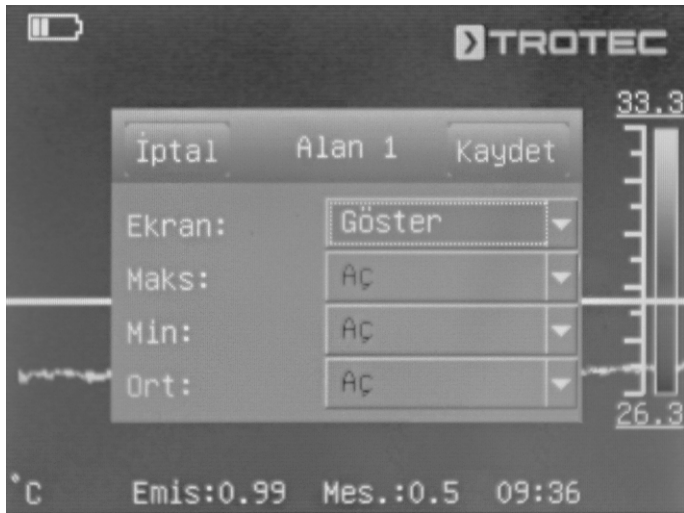 TROTEC
33.3
İptal Alan 1 Kaydet
Ekran: Göster
Maks: Aç
Min: Aç
Ort: Aç
26.3
°C Emis:0.99 Mes.:0.5 09:36